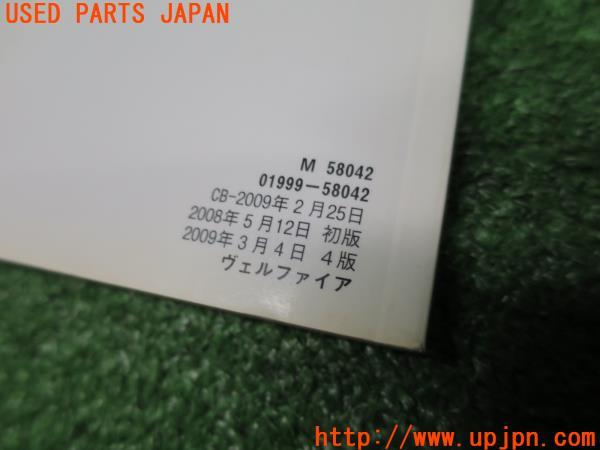 USED PARTS JAPAN
M 58042
01999-58042
CB-2009年2月25日
2008年5月12日 初版
2009年3月4日 4版
ヴェルファイア
http://www.upjpn.com